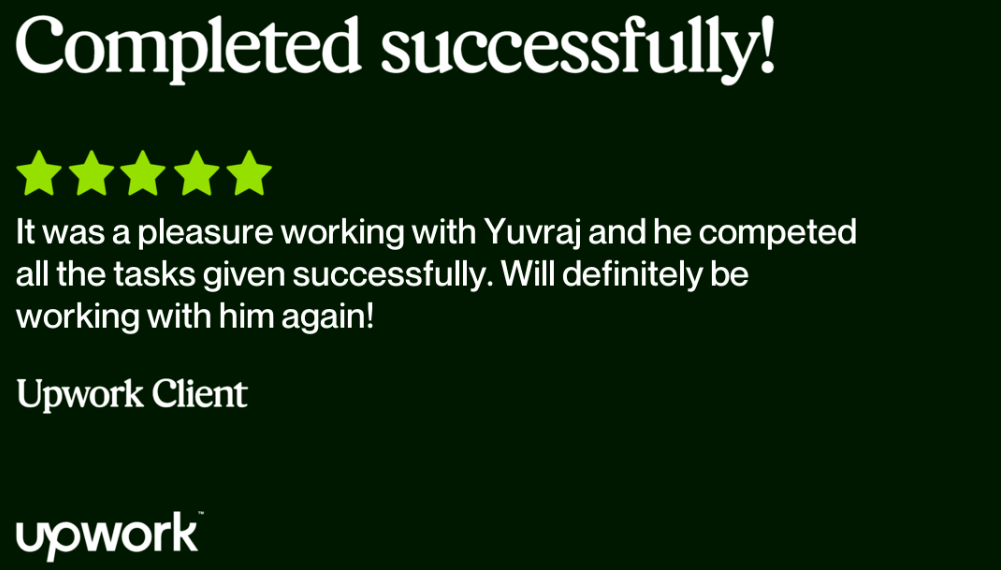 Completed successfully!
It was a pleasure working with Yuvraj and he competed
all the tasks given successfully. Will definitely be
working with him again!
Upwork Client
upwork™